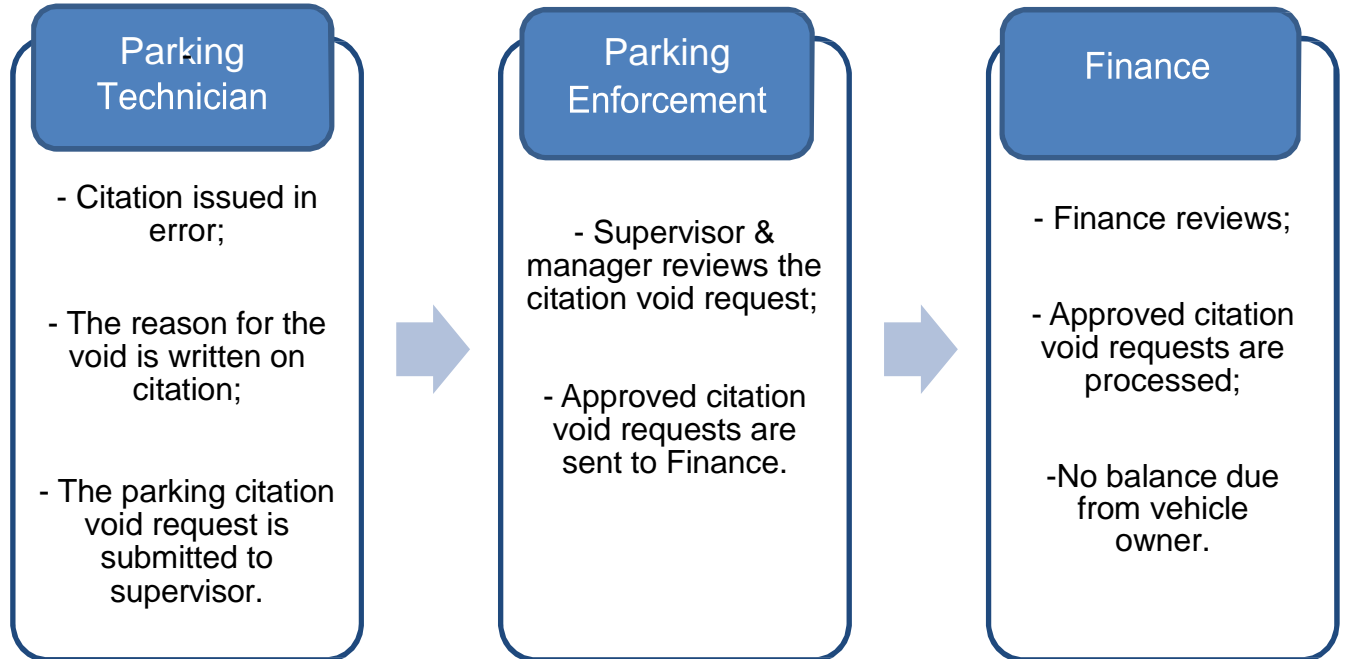 Parking
Technician
- Citation issued in
error;
- The reason for the
void is written on
citation;
- The parking citation
void request is
submitted to
supervisor.
Parking
Enforcement
- Supervisor &
manager reviews the
citation void request;
- Approved citation
void requests are
sent to Finance.
Finance
- Finance reviews;
- Approved citation
void requests are
processed;
-No balance due
from vehicle
owner.